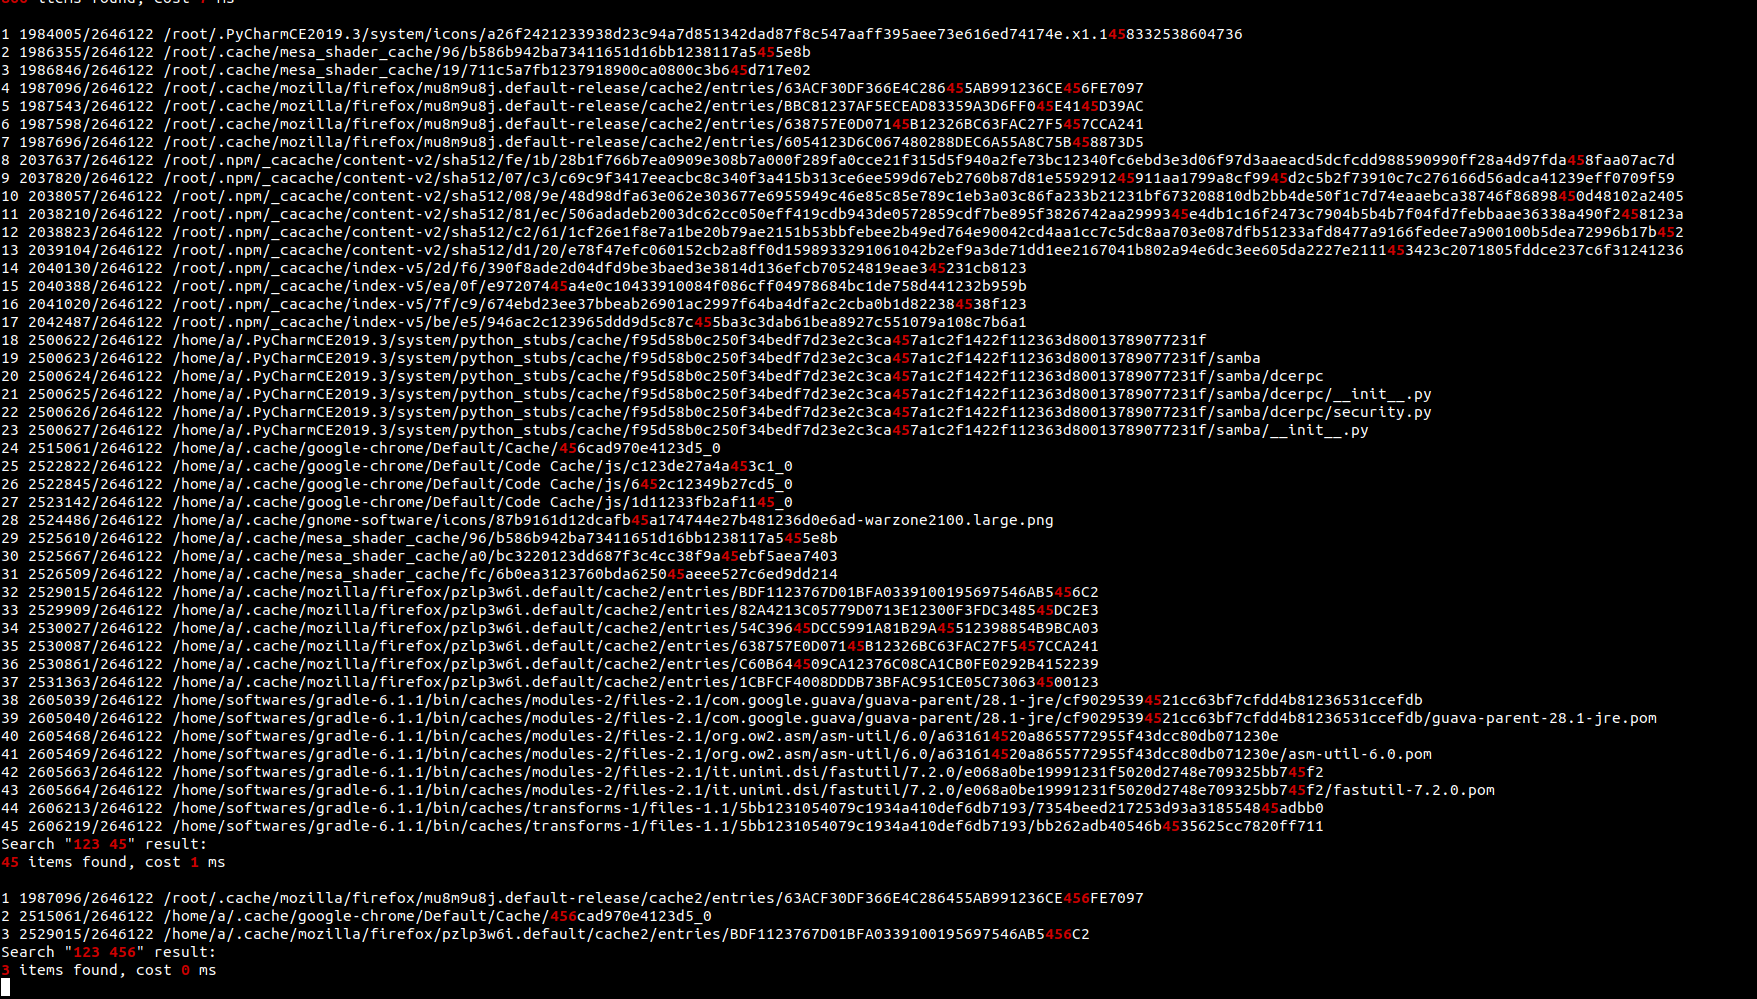 items found, cost ms
1 1984005/2646122 /root/.PyCharmCE2019.3/system/icons/a26f2421233938d23c94a7d851342dad87f8c547aaff395aee73e616ed74174e.x1.1458332538604736
2 1986355/2646122 /root/.cache/mesa_shader_cache/96/b586b942ba73411651d16bb1238117a5455e8b
3 1986846/2646122 /root/.cache/mesa_shader_cache/19/711c5a7fb1237918900ca0800c3b645d717e02
4 1987096/2646122 /root/.cache/mozilla/firefox/mu8m9u8j.default-release/cache2/entries/63ACF30DF366E4C286455AB991236CE456FE7097
5 1987543/2646122 /root/.cache/mozilla/firefox/mu8m9u8j.default-release/cache2/entries/BBC81237AF5ECEAD83359A3D6FF045E4145D39AC
6 1987598/2646122 /root/.cache/mozilla/firefox/mu8m9u8j.default-release/cache2/entries/638757E0D07145B12326BC63FAC27F5457CCA241
7 1987696/2646122 /root/.cache/mozilla/firefox/mu8m9u8j.default-release/cache2/entries/6054123D6C067480288DEC6A55A8C75B458873D5
8 2037637/2646122 /root/.npm/_cacache/content-v2/sha512/fe/1b/28b1f766b7ea0909e308b7a000f289fa0cce21f315d5f940a2fe73bc12340fc6ebd3e3d06f97d3aaeacd5dcfcdd988590990ff28a4d97fda458faa07ac7d
9 2037820/2646122 /root/.npm/_cacache/content-v2/sha512/07/c3/c69c9f3417eeacbc8c340f3a415b313ce6ee599d67eb2760b87d81e559291245911aa1799a8cf9945d2c5b2f73910c7c276166d56adca41239eff0709f59
10 2038057/2646122 /root/.npm/_cacache/content-v2/sha512/08/9e/48d98dfa63e062e303677e6955949c46e85c85e789c1eb3a03c86fa233b21231bf673208810db2bb4de50f1c7d74eaaebca38746f86898450d48102a2405
11 2038210/2646122 /root/.npm/_cacache/content-v2/sha512/81/ec/506adadeb2003dc62cc050eff419cdb943de0572859cdf7be895f3826742aa2999345e4db1c16f2473c7904b5b4b7f04fd7febbaae36338a490f2458123a
12 2038823/2646122 /root/.npm/_cacache/content-v2/sha512/c2/61/1cf26e1f8e7a1be20b79ae2151b53bbfebee2b49ed764e90042cd4aa1cc7c5dc8aa703e087dfb51233afd8477a9166fedee7a900100b5dea72996b17b452
13 2039104/2646122 /root/.npm/_cacache/content-v2/sha512/d1/20/e78f47efc060152cb2a8ff0d1598933291061042b2ef9a3de71dd1ee2167041b802a94e6dc3ee605da2227e2111453423c2071805fddce237c6f31241236
14 2040130/2646122 /root/.npm/_cacache/index-v5/2d/f6/390f8ade2d04dfd9be3baed3e3814d136efcb70524819eae345231cb8123
15 2040388/2646122 /root/.npm/_cacache/index-v5/ea/0f/e97207445a4e0c10433910084f086cff04978684bc1de758d441232b959b
16 2041020/2646122 /root/.npm/_cacache/index-v5/7f/c9/674ebd23ee37bbeab26901ac2997f64ba4dfa2c2cba0b1d822384538f123
17 2042487/2646122 /root/.npm/_cacache/index-v5/be/e5/946ac2c123965ddd9d5c87c455ba3c3dab61bea8927c551079a108c7b6a1
18 2500622/2646122 /home/a/.PyCharmCE2019.3/system/python_stubs/cache/f95d58b0c250f34bedf7d23e2c3ca457a1c2f1422f112363d80013789077231f
19 2500623/2646122 /home/a/.PyCharmCE2019.3/system/python_stubs/cache/f95d58b0c250f34bedf7d23e2c3ca457a1c2f1422f112363d80013789077231f/samba
20 2500624/2646122 /home/a/.PyCharmCE2019.3/system/python_stubs/cache/f95d58b0c250f34bedf7d23e2c3ca457a1c2f1422f112363d80013789077231f/samba/dcerpc
21 2500625/2646122 /home/a/.PyCharmCE2019.3/system/python_stubs/cache/f95d58b0c250f34bedf7d23e2c3ca457a1c2f1422f112363d80013789077231f/samba/dcerpc/__init__.py
22 2500626/2646122 /home/a/.PyCharmCE2019.3/system/python_stubs/cache/f95d58b0c250f34bedf7d23e2c3ca457a1c2f1422f112363d80013789077231f/samba/dcerpc/security.py
23 2500627/2646122 /home/a/.PyCharmCE2019.3/system/python_stubs/cache/f95d58b0c250f34bedf7d23e2c3ca457a1c2f1422f112363d80013789077231f/samba/__init__.py
24 2515061/2646122 /home/a/.cache/google-chrome/Default/Cache/456cad970e4123d5_0
25 2522822/2646122 /home/a/.cache/google-chrome/Default/Code Cache/js/c123de27a4a453c1_0
26 2522845/2646122 /home/a/.cache/google-chrome/Default/Code Cache/js/6452c12349b27cd5_0
27 2523142/2646122 /home/a/.cache/google-chrome/Default/Code Cache/js/1d11233fb2af1145_0
28 2524486/2646122 /home/a/.cache/gnome-software/icons/87b9161d12dcafb45a174744e27b481236d0e6ad-warzone2100.large.png
29 2525610/2646122 /home/a/.cache/mesa_shader_cache/96/b586b942ba73411651d16bb1238117a5455e8b
30 2525667/2646122 /home/a/.cache/mesa_shader_cache/a0/bc3220123dd687f3c4cc38f9a45ebf5aea7403
31 2526509/2646122 /home/a/.cache/mesa_shader_cache/fc/6b0ea3123760bda625045aeee527c6ed9dd214
32 2529015/2646122 /home/a/.cache/mozilla/firefox/pzlp3w6i.default/cache2/entries/BDF1123767D01BFA0339100195697546AB5456C2
33 2529909/2646122 /home/a/.cache/mozilla/firefox/pzlp3w6i.default/cache2/entries/82A4213C05779D0713E12300F3FDC348545DC2E3
34 2530027/2646122 /home/a/.cache/mozilla/firefox/pzlp3w6i.default/cache2/entries/54C39645DCC5991A81B29A45512398854B9BCA03
35 2530087/2646122 /home/a/.cache/mozilla/firefox/pzlp3w6i.default/cache2/entries/638757E0D07145B12326BC63FAC27F5457CCA241
36 2530861/2646122 /home/a/.cache/mozilla/firefox/pzlp3w6i.default/cache2/entries/C60B644509CA12376C08CA1CB0FE0292B4152239
37 2531363/2646122 /home/a/.cache/mozilla/firefox/pzlp3w6i.default/cache2/entries/1CBFCF4008DDDB73BFAC951CE05C730634500123
38 2605039/2646122 /home/softwares/gradle-6.1.1/bin/caches/modules-2/files-2.1/com.google.guava/guava-parent/28.1-jre/cf90295394521cc63bf7cfdd4b81236531ccefdb
39 2605040/2646122 /home/softwares/gradle-6.1.1/bin/caches/modules-2/files-2.1/com.google.guava/guava-parent/28.1-jre/cf90295394521cc63bf7cfdd4b81236531ccefdb/guava-parent-28.1-jre.pom
40 2605468/2646122 /home/softwares/gradle-6.1.1/bin/caches/modules-2/files-2.1/org.ow2.asm/asm-util/6.0/a631614520a8655772955f43dcc80db071230e
41 2605469/2646122 /home/softwares/gradle-6.1.1/bin/caches/modules-2/files-2.1/org.ow2.asm/asm-util/6.0/a631614520a8655772955f43dcc80db071230e/asm-util-6.0.pom
42 2605663/2646122 /home/softwares/gradle-6.1.1/bin/caches/modules-2/files-2.1/it.unimi.dsi/fastutil/7.2.0/e068a0be19991231f5020d2748e709325bb745f2
43 2605664/2646122 /home/softwares/gradle-6.1.1/bin/caches/modules-2/files-2.1/it.unimi.dsi/fastutil/7.2.0/e068a0be19991231f5020d2748e709325bb745f2/fastutil-7.2.0.pom
44 2606213/2646122 /home/softwares/gradle-6.1.1/bin/caches/transforms-1/files-1.1/5bb1231054079c1934a410def6db7193/7354beed217253d93a318554845adbb0
45 2606219/2646122 /home/softwares/gradle-6.1.1/bin/caches/transforms-1/files-1.1/5bb1231054079c1934a410def6db7193/bb262adb40546b4535625cc7820ff711
Search "123 45" result:
45 items found, cost 1 ms
1 1987096/2646122 /root/.cache/mozilla/firefox/mu8m9u8j.default-release/cache2/entries/63ACF30DF366E4C286455AB991236CE456FE7097
2 2515061/2646122 /home/a/.cache/google-chrome/Default/Cache/456cad970e4123d5_0
3 2529015/2646122 /home/a/.cache/mozilla/firefox/pzlp3w6i.default/cache2/entries/BDF1123767D01BFA0339100195697546AB5456C2
Search "123 456" result:
3 items found, cost 0 ms